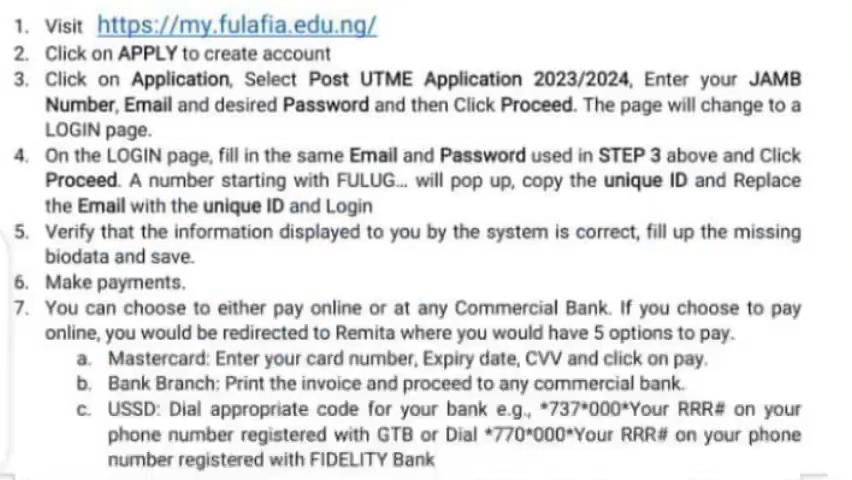 1. Visit https://my.fulafia.edu.ng/
2. Click on APPLY to create account
3. Click on Application, Select Post UTME Application 2023/2024, Enter your JAMB
Number, Email and desired Password and then Click Proceed. The page will change to a
LOGIN page.
4. On the LOGIN page, fill in the same Email and Password used in STEP 3 above and Click
Proceed. A number starting with FULUG... will pop up, copy the unique ID and Replace
the Email with the unique ID and Login
5. Verify that the information displayed to you by the system is correct, fill up the missing
biodata and save.
6. Make payments.
7. You can choose to either pay online or at any Commercial Bank. If you choose to pay
online, you would be redirected to Remita where you would have 5 options to pay.
a. Mastercard: Enter your card number, Expiry date, CVV and click on pay.
b. Bank Branch: Print the invoice and proceed to any commercial bank.
c. USSD: Dial appropriate code for your bank e.g., *737*000*Your RRR# on your
phone number registered with GTB or Dial *770*000*Your RRR# on your phone
number registered with FIDELITY Bank